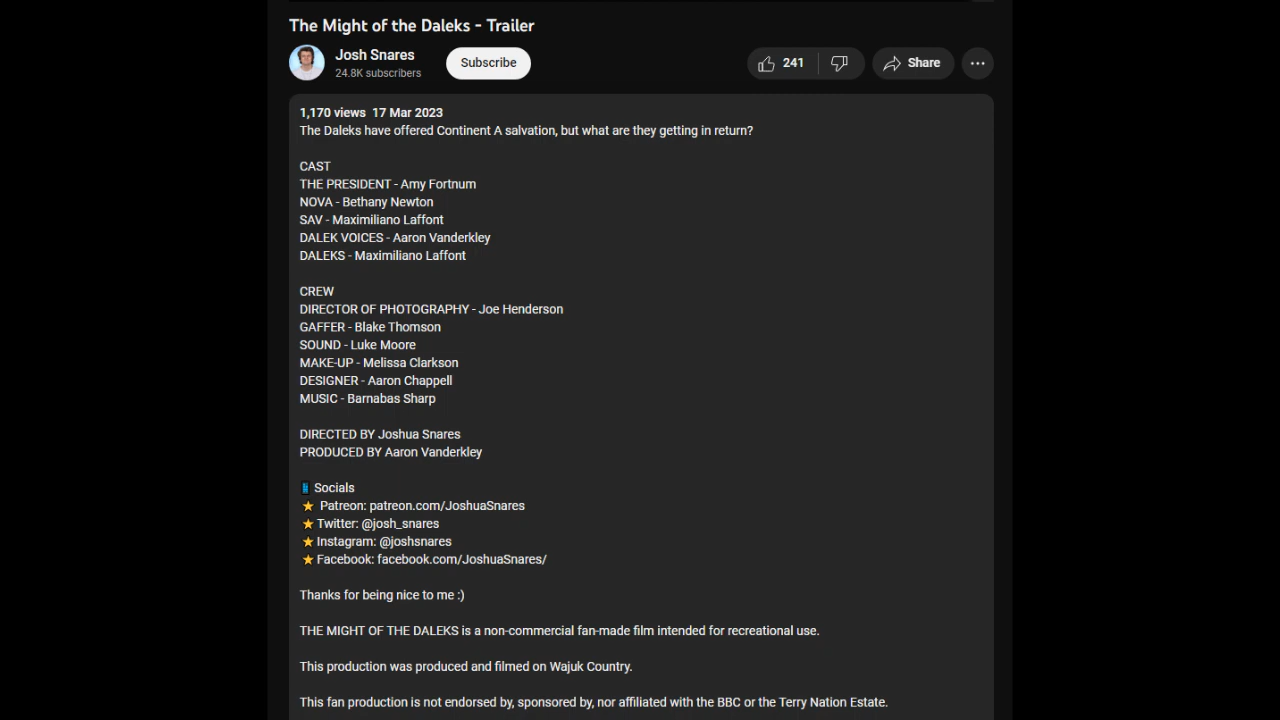 The Might of the Daleks - Trailer
Josh Snares
24.8K subscribers
Subscribe
241
Share
1,170 views 17 Mar 2023
The Daleks have offered Continent A salvation, but what are they getting in return?
CAST
THE PRESIDENT - Amy Fortnum
NOVA - Bethany Newton
SAV - Maximiliano Laffont
DALEK VOICES - Aaron Vanderkley
DALEKS - Maximiliano Laffont
CREW
DIRECTOR OF PHOTOGRAPHY - Joe Henderson
GAFFER - Blake Thomson
SOUND - Luke Moore
MAKE-UP - Melissa Clarkson
DESIGNER - Aaron Chappell
MUSIC - Barnabas Sharp
DIRECTED BY Joshua Snares
PRODUCED BY Aaron Vanderkley
📱 Socials
⭐ Patreon: patreon.com/JoshuaSnares
⭐ Twitter: @josh_snares
⭐ Instagram: @joshsnares
⭐ Facebook: facebook.com/JoshuaSnares/
Thanks for being nice to me :)
THE MIGHT OF THE DALEKS is a non-commercial fan-made film intended for recreational use.
This production was produced and filmed on Wajuk Country.
This fan production is not endorsed by, sponsored by, nor affiliated with the BBC or the Terry Nation Estate.